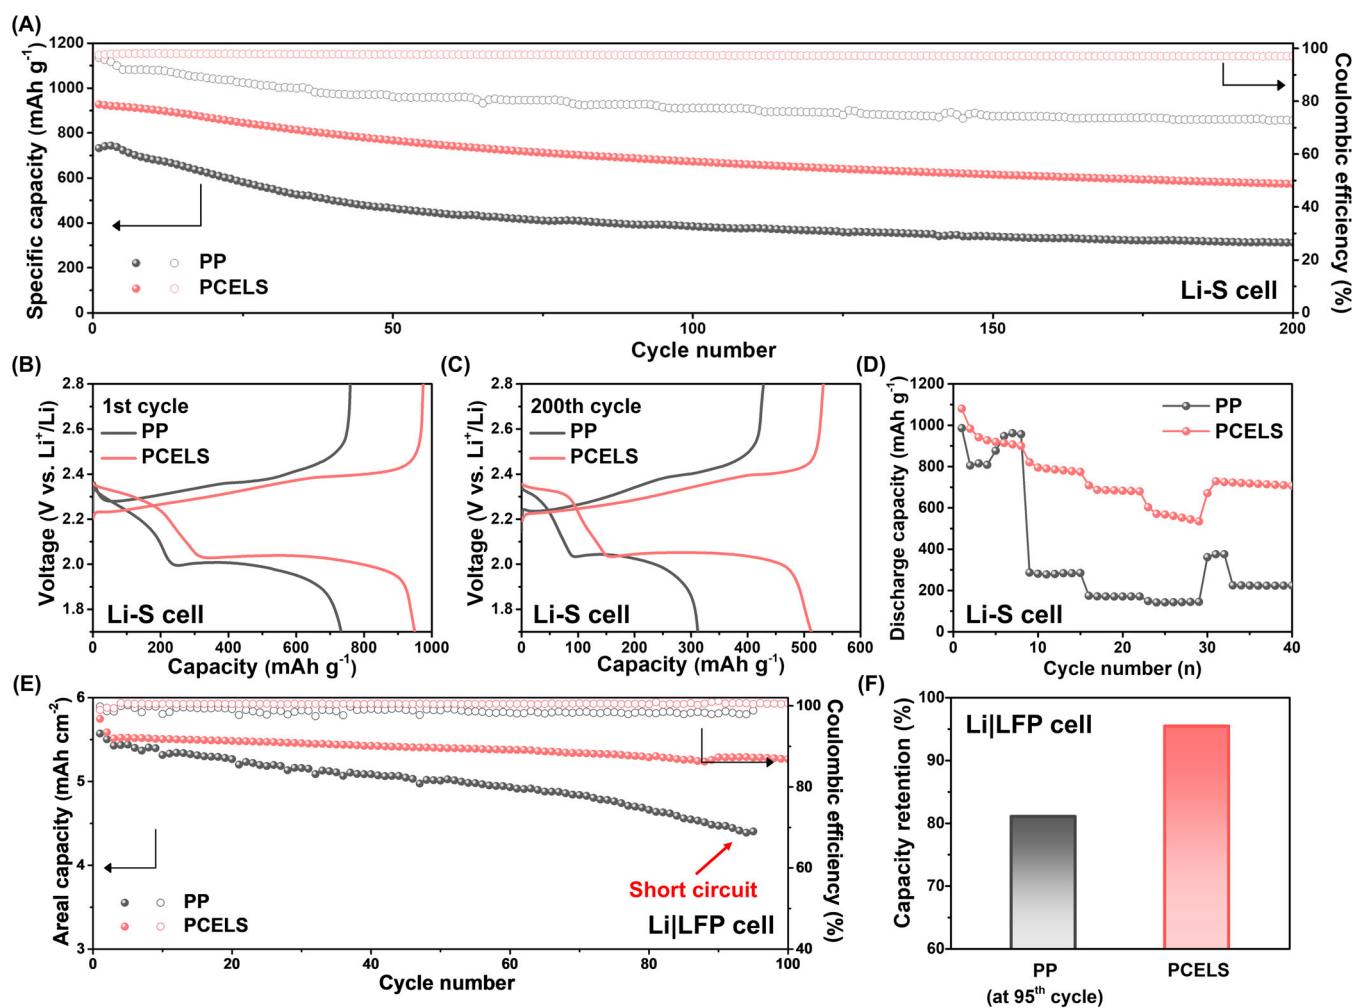 (A)
1200
1000
800
600
400
200
0
Specific capacity (mAh g⁻¹)
PP
PCELS
Li-S cell
100
80
60
40
20
0
Coulombic efficiency (%)
0
50
100
150
200
Cycle number
(B)
2.8
2.6
2.4
2.2
2.0
1.8
Voltage (V vs. Li⁺/Li)
1st cycle
PP
PCELS
Li-S cell
0
200
400
600
800
1000
Capacity (mAh g⁻¹)
(C)
2.8
2.6
2.4
2.2
2.0
1.8
Voltage (V vs. Li⁺/Li)
200th cycle
PP
PCELS
Li-S cell
0
100
200
300
400
500
600
Capacity (mAh g⁻¹)
(D)
1200
1000
800
600
400
200
0
Discharge capacity (mAh g⁻¹)
PP
PCELS
Li-S cell
0
10
20
30
40
Cycle number (n)
(E)
6
5
4
3
Areal capacity (mAh cm⁻²)
Short circuit
PP
PCELS
Li|LFP cell
100
80
60
40
Coulombic efficiency (%)
0
20
40
60
80
100
Cycle number
(F)
100
90
80
70
60
Capacity retention (%)
Li|LFP cell
PP
(at 95ᵗʰ cycle)
PCELS